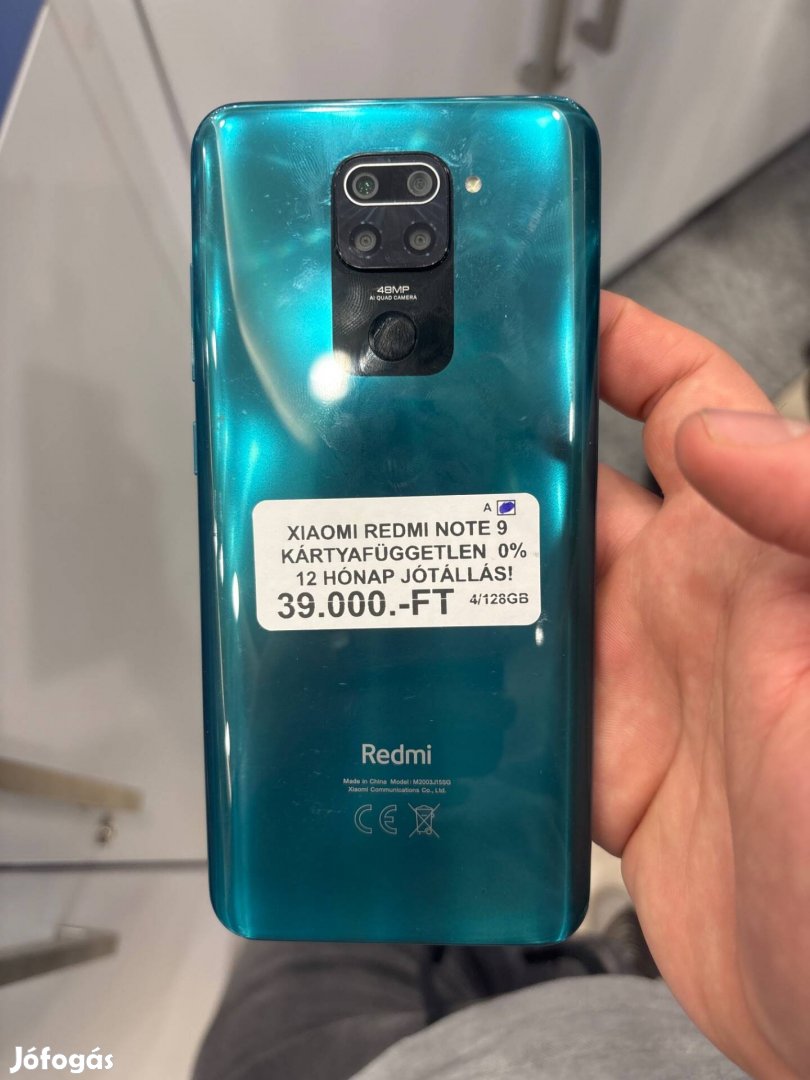 48MP
AI QUAD CAMERA
A
XIAOMI REDMI NOTE 9
KÁRTYAFÜGGETLEN 0%
12 HÓNAP JÓTÁLLÁS!
39.000.-FT 4/128GB
Redmi
Made in China Model: M2003J15SG
Xiaomi Communications Co., Ltd.
CE
Jófogás